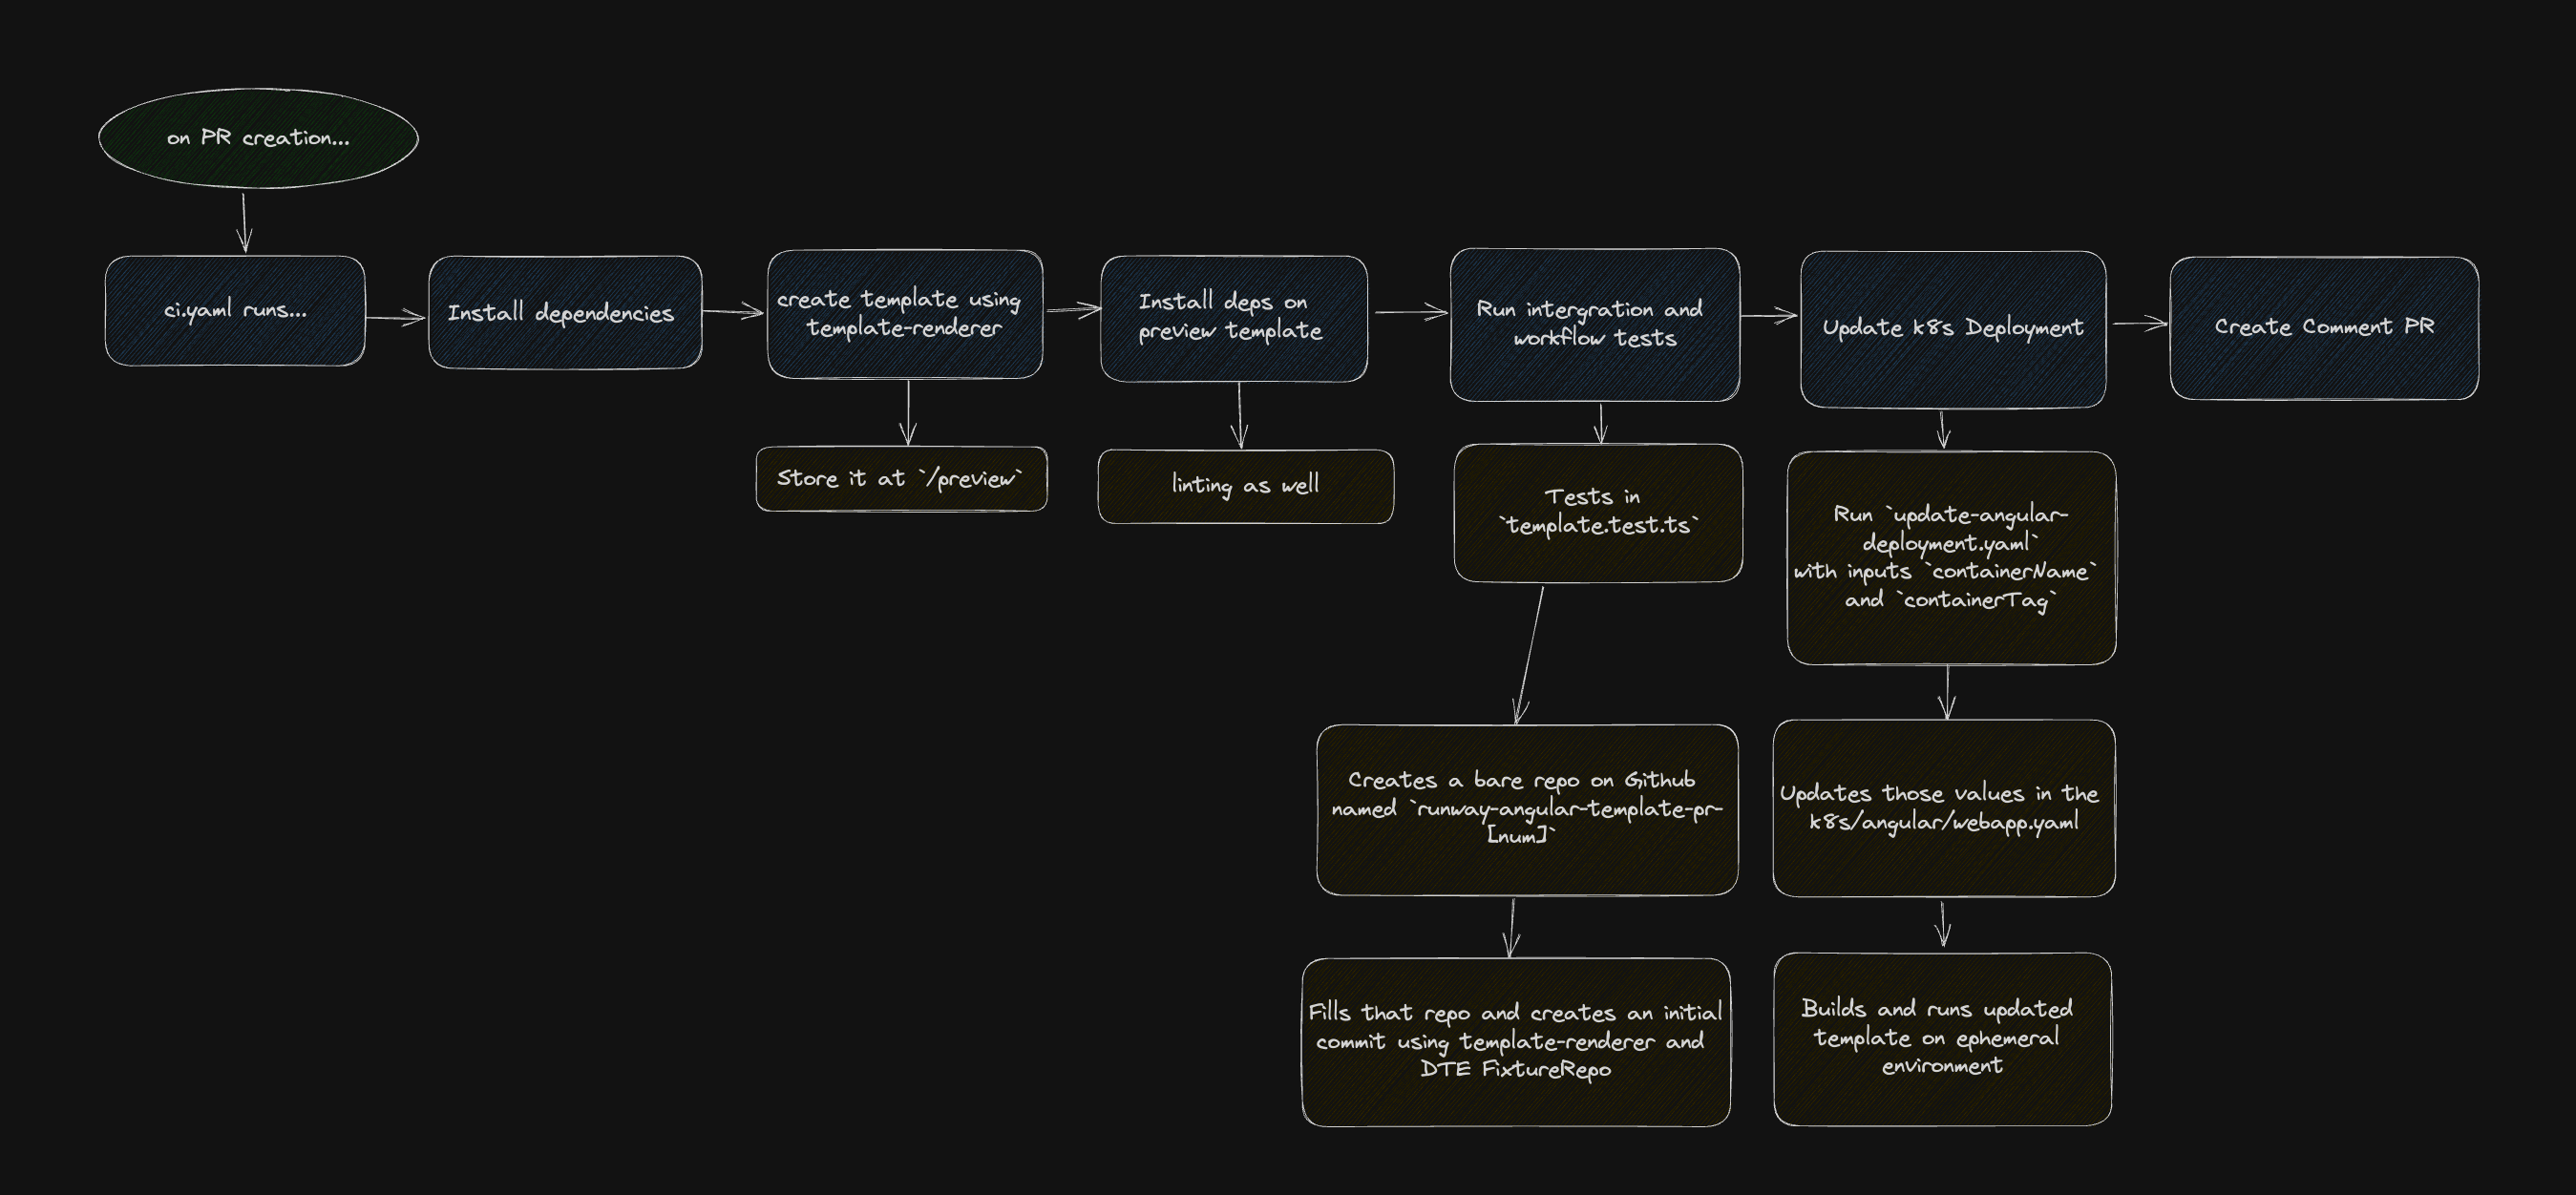 on PR creation...
ci.yaml runs...
Install dependencies
create template using
template-renderer
Install deps on
preview template
Run intergration and
workflow tests
Update k8s Deployment
Create Comment PR
Store it at `/preview`
linting as well
Tests in
`template.test.ts`
Run `update-angular-
deployment.yaml`
with inputs `containerName`
and `containerTag`
Creates a bare repo on Github
named `runway-angular-template-pr-
[num]`
Updates those values in the
k8s/angular/webapp.yaml
Fills that repo and creates an initial
commit using template-renderer and
DTE FixtureRepo
Builds and runs updated
template on ephemeral
environment